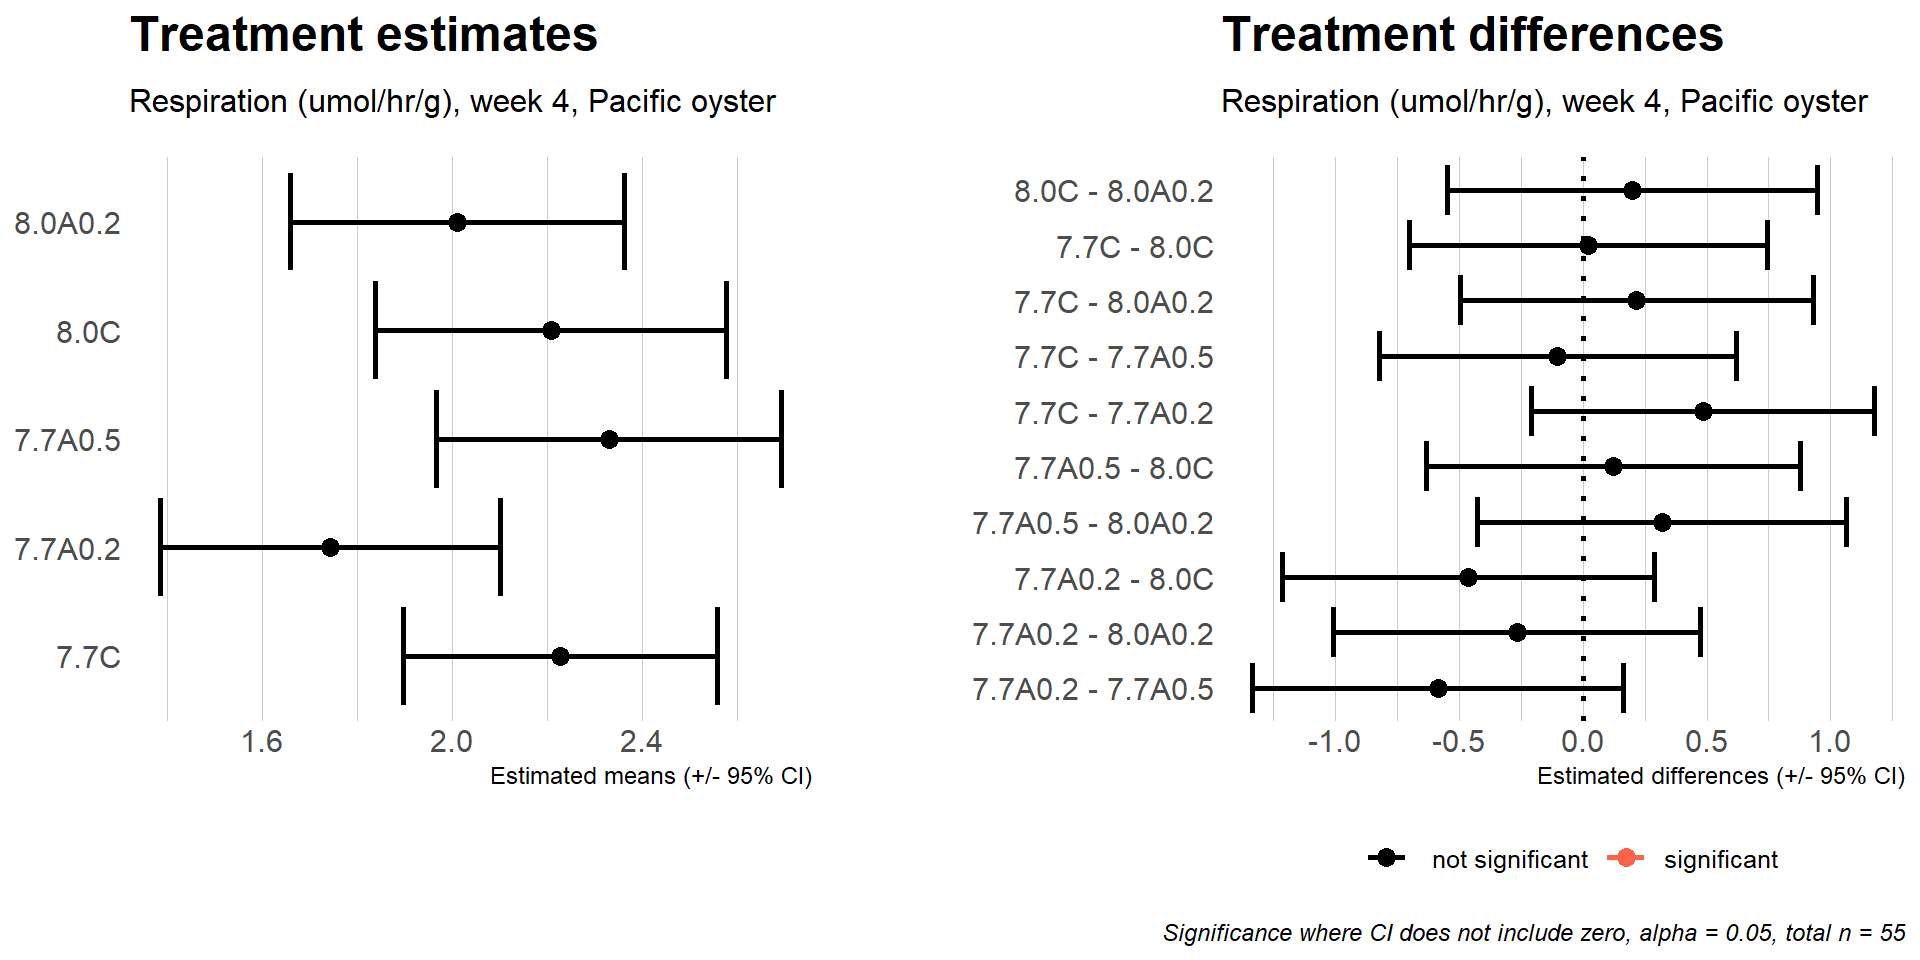 Treatment estimates
Respiration (umol/hr/g), week 4, Pacific oyster
8.0A0.2
8.0C
7.7A0.5
7.7A0.2
7.7C
1.6 2.0 2.4
Estimated means (+/- 95% CI)
Treatment differences
Respiration (umol/hr/g), week 4, Pacific oyster
8.0C - 8.0A0.2
7.7C - 8.0C
7.7C - 8.0A0.2
7.7C - 7.7A0.5
7.7C - 7.7A0.2
7.7A0.5 - 8.0C
7.7A0.5 - 8.0A0.2
7.7A0.2 - 8.0C
7.7A0.2 - 8.0A0.2
7.7A0.2 - 7.7A0.5
-1.0 -0.5 0.0 0.5 1.0
Estimated differences (+/- 95% CI)
not significant significant
Significance where CI does not include zero, alpha = 0.05, total n = 55